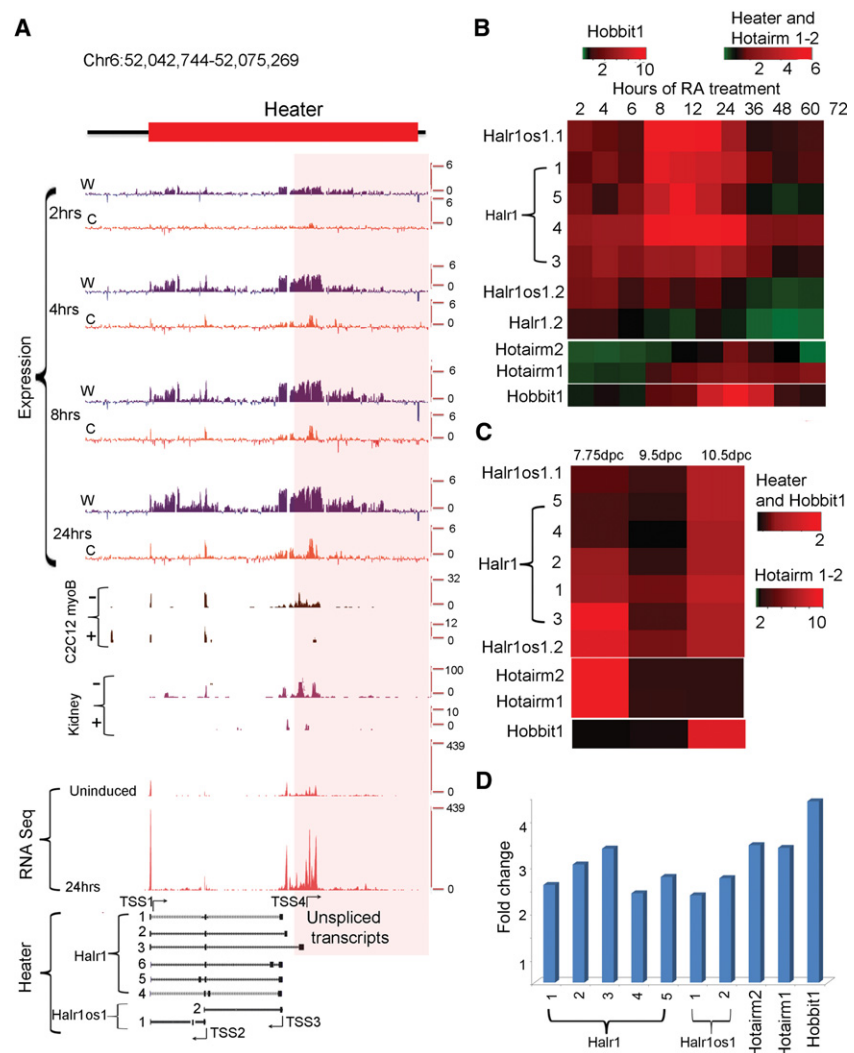 A
Chr6:52,042,744-52,075,269
Heater
Expression
2hrs
W
6
0
C
6
0
4hrs
W
6
0
C
6
0
8hrs
W
6
0
C
6
0
24hrs
W
6
0
C
6
0
C2C12 myoB
-
32
0
+
12
0
Kidney
-
100
0
+
10
0
RNA Seq
439
Uninduced
0
439
24hrs
0
TSS1
TSS4
Unspliced
transcripts
Heater
Halr1
1
2
3
6
5
4
Halr1os1
2
1
TSS3
TSS2
B
Hobbit1
2 10
Heater and
Hotairm 1-2
2 4 6
Hours of RA treatment
2 4 6 8 12 24 36 48 60 72
Halr1os1.1
Halr1
1
5
4
3
Halr1os1.2
Halr1.2
Hotairm2
Hotairm1
Hobbit1
C
7.75dpc 9.5dpc 10.5dpc
Halr1os1.1
Halr1
5
4
2
1
3
Halr1os1.2
Hotairm2
Hotairm1
Hobbit1
Heater
and Hobbit1
2
Hotairm 1-2
2 10
D
Fold change
4
3
2
1
1 2 3 4 5 1 2 Hotairm2 Hotairm1 Hobbit1
Halr1 Halr1os1